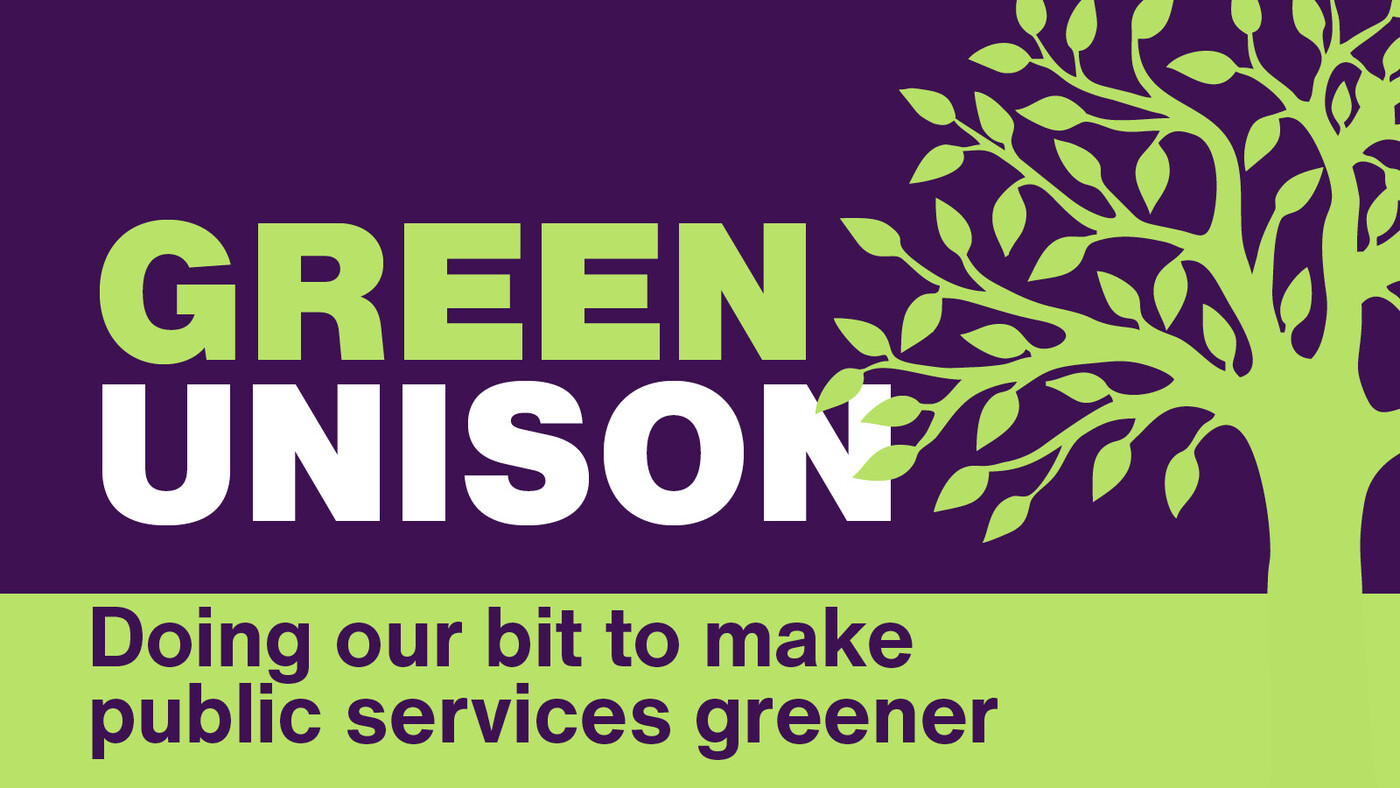 GREEN
UNISON
Doing our bit to make
public services greener